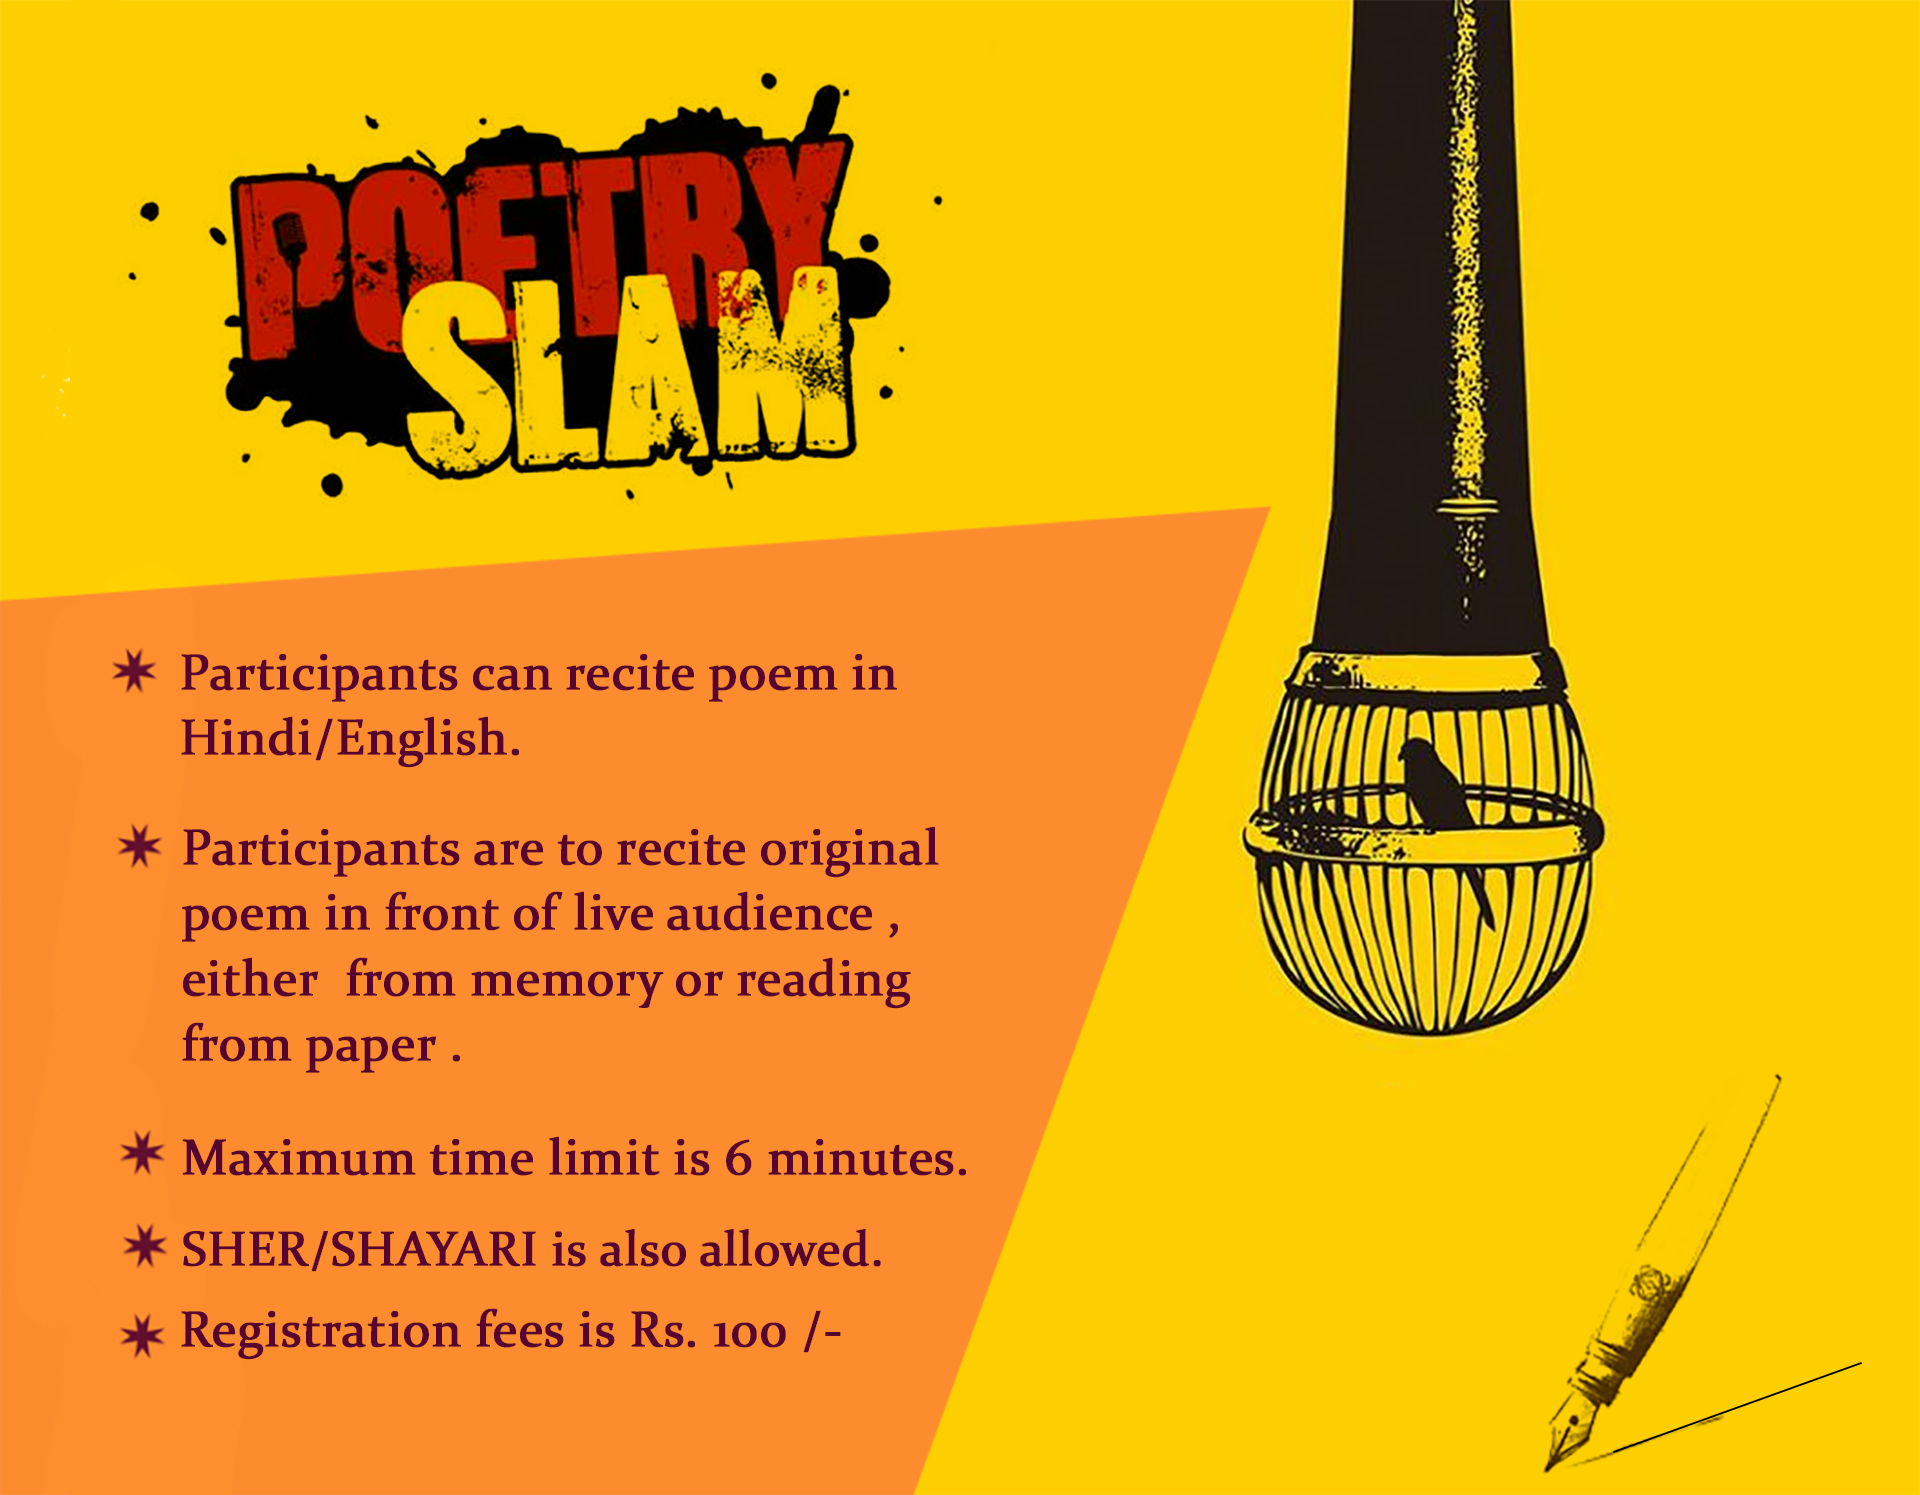 POETRY
SLAM
Participants can recite poem in
Hindi/English.
Participants are to recite original
poem in front of live audience ,
either from memory or reading
from paper .
Maximum time limit is 6 minutes.
SHER/SHAYARI is also allowed.
Registration fees is Rs. 100 /-